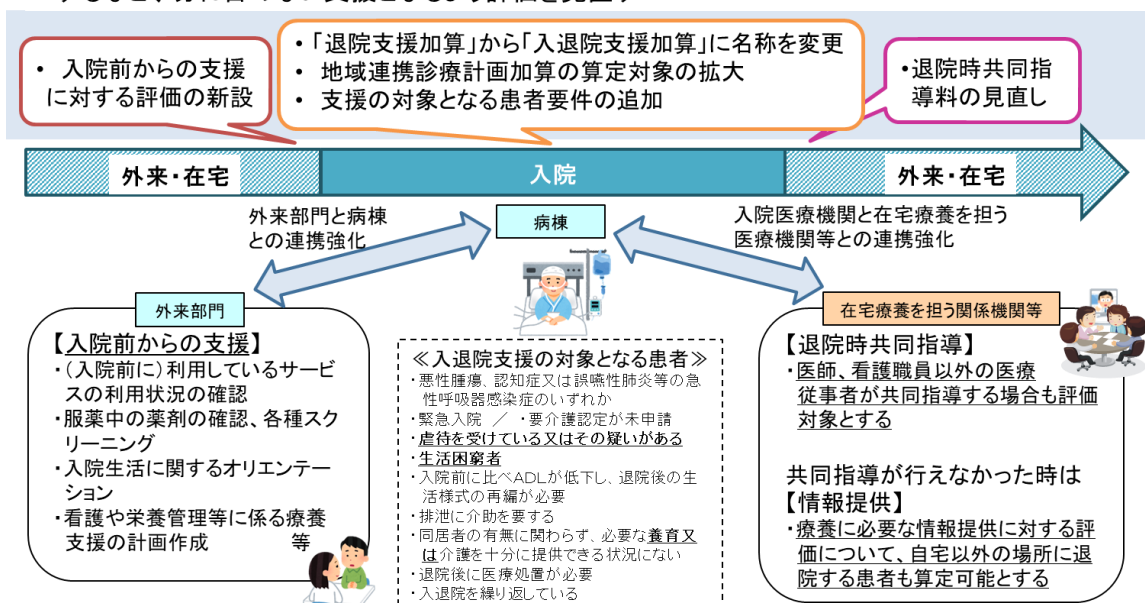 ・ 入院前からの支援
に対する評価の新設
・ 「退院支援加算」から「入退院支援加算」に名称を変更
・ 地域連携診療計画加算の算定対象の拡大
・ 支援の対象となる患者要件の追加
・退院時共同指
導料の見直し
外来・在宅
入院
外来・在宅
外来部門と病棟
との連携強化
病棟
入院医療機関と在宅療養を担う
医療機関等との連携強化
外来部門
【入院前からの支援】
・(入院前に)利用しているサービ
スの利用状況の確認
・服薬中の薬剤の確認、各種スク
リーニング
・入院生活に関するオリエンテー
ション
・看護や栄養管理等に係る療養
支援の計画作成 等
≪入退院支援の対象となる患者≫
・悪性腫瘍、認知症又は誤嚥性肺炎等の急
性呼吸器感染症のいずれか
・緊急入院 / ・要介護認定が未申請
・虐待を受けている又はその疑いがある
・生活困窮者
・入院前に比べADLが低下し、退院後の生
活様式の再編が必要
・排泄に介助を要する
・同居者の有無に関わらず、必要な養育又
は介護を十分に提供できる状況にない
・退院後に医療処置が必要
・入退院を繰り返している
在宅療養を担う関係機関等
【退院時共同指導】
・医師、看護職員以外の医療
従事者が共同指導する場合も評価
対象とする
共同指導が行えなかった時は
【情報提供】
・療養に必要な情報提供に対する評
価について、自宅以外の場所に退
院する患者も算定可能とする